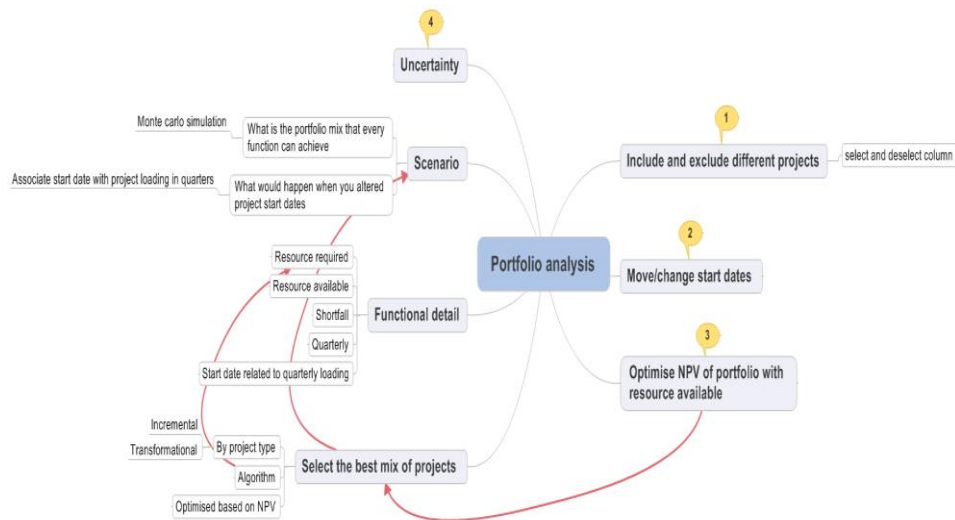 4
Uncertainty
1
Include and exclude different projects
select and deselect column
Monte carlo simulation
What is the portfolio mix that every
function can achieve
Scenario
Associate start date with project loading in quarters
What would happen when you altered
project start dates
2
Move/change start dates
Portfolio analysis
Resource required
Resource available
Shortfall
Quarterly
Start date related to quarterly loading
Functional detail
3
Optimise NPV of portfolio with
resource available
Incremental
Transformational
By project type
Algorithm
Optimised based on NPV
Select the best mix of projects